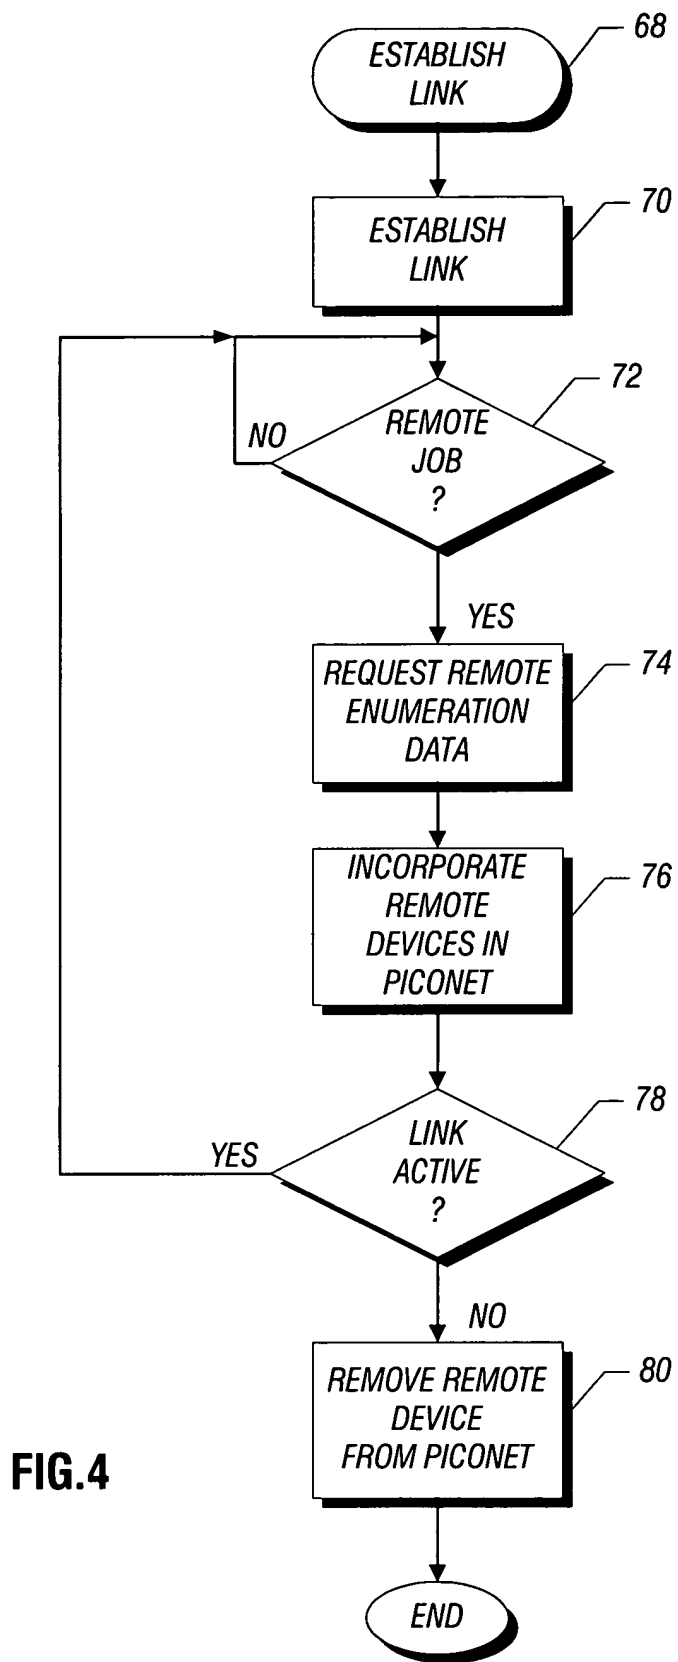 ESTABLISH
LINK
68
ESTABLISH
LINK
70
REMOTE
JOB
?
72
NO
YES
REQUEST REMOTE
ENUMERATION
DATA
74
INCORPORATE
REMOTE
DEVICES IN
PICONET
76
LINK
ACTIVE
?
78
YES
NO
REMOVE REMOTE
DEVICE
FROM PICONET
80
FIG.4
END